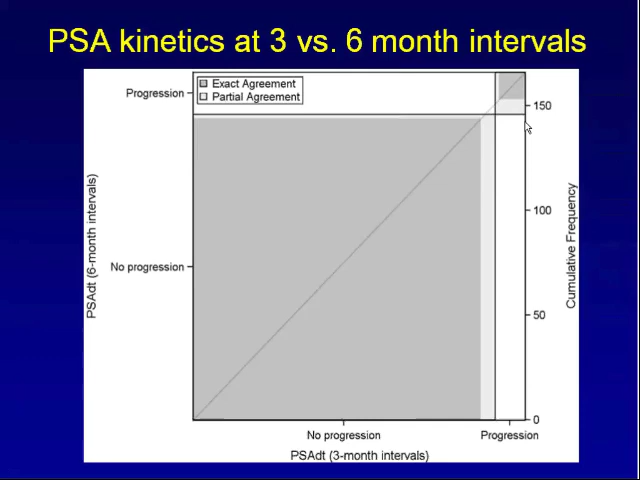 PSA kinetics at 3 vs. 6 month intervals
Exact Agreement
Partial Agreement
Progression
No progression
PSAdt (6-month intervals)
150
100
50
0
Cumulative Frequency
No progression
Progression
PSAdt (3-month intervals)